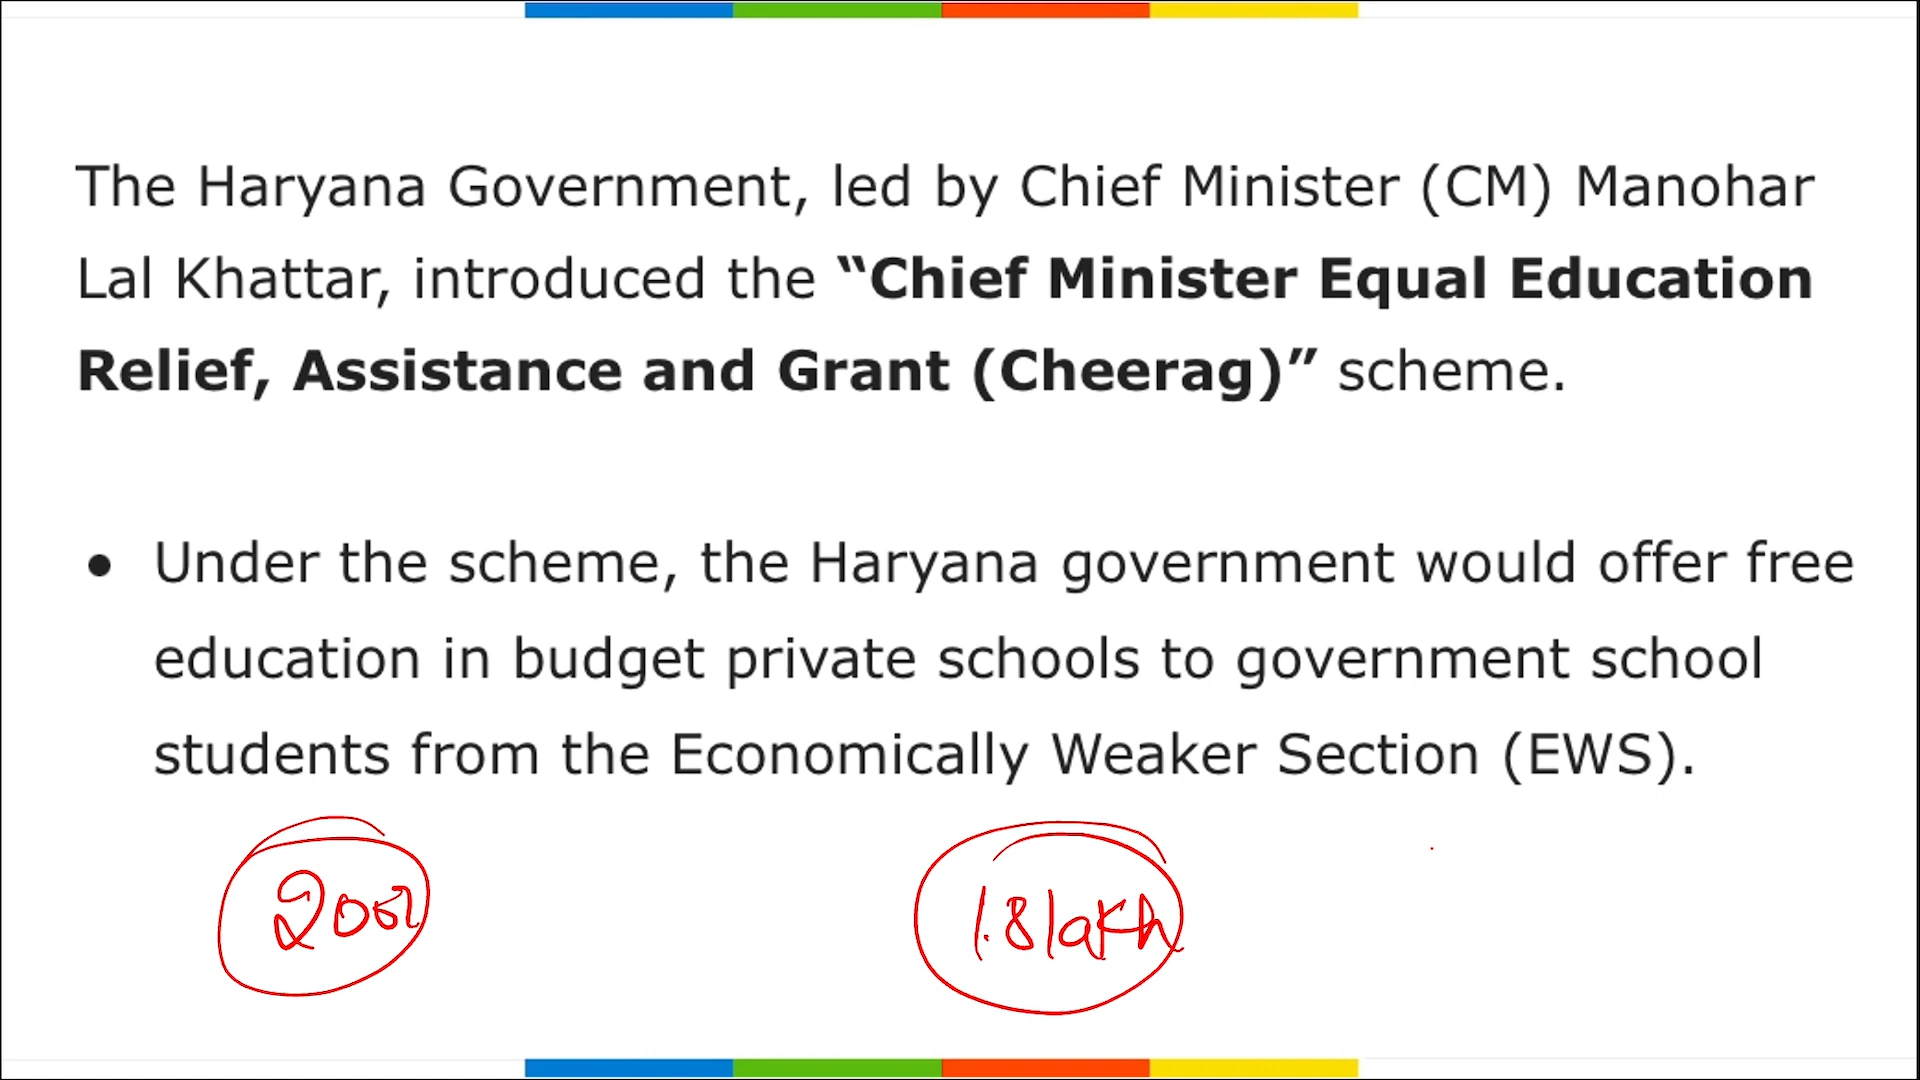 The Haryana Government, led by Chief Minister (CM) Manohar
Lal Khattar, introduced the “Chief Minister Equal Education
Relief, Assistance and Grant (Cheerag)” scheme.
● Under the scheme, the Haryana government would offer free
education in budget private schools to government school
students from the Economically Weaker Section (EWS).
1.8 lakh